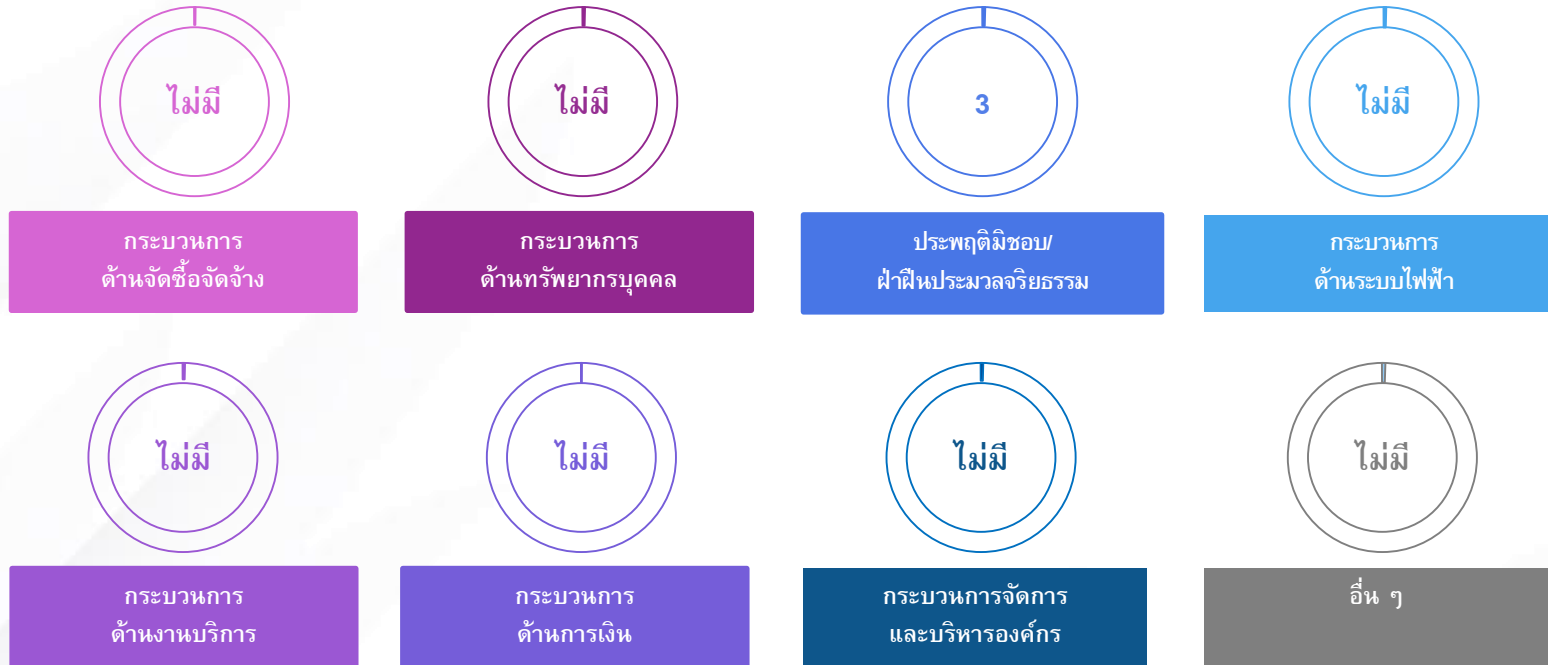 ไม่มี
ไม่มี
3
ไม่มี
กระบวนการ
ด้านจัดซื้อจัดจ้าง
กระบวนการ
ด้านทรัพยากรบุคคล
ประพฤติมิชอบ/
ฝ่าฝืนประมวลจริยธรรม
กระบวนการ
ด้านระบบไฟฟ้า
ไม่มี
ไม่มี
ไม่มี
ไม่มี
กระบวนการ
ด้านงานบริการ
กระบวนการ
ด้านการเงิน
กระบวนการจัดการ
และบริหารองค์กร
อื่น ๆ